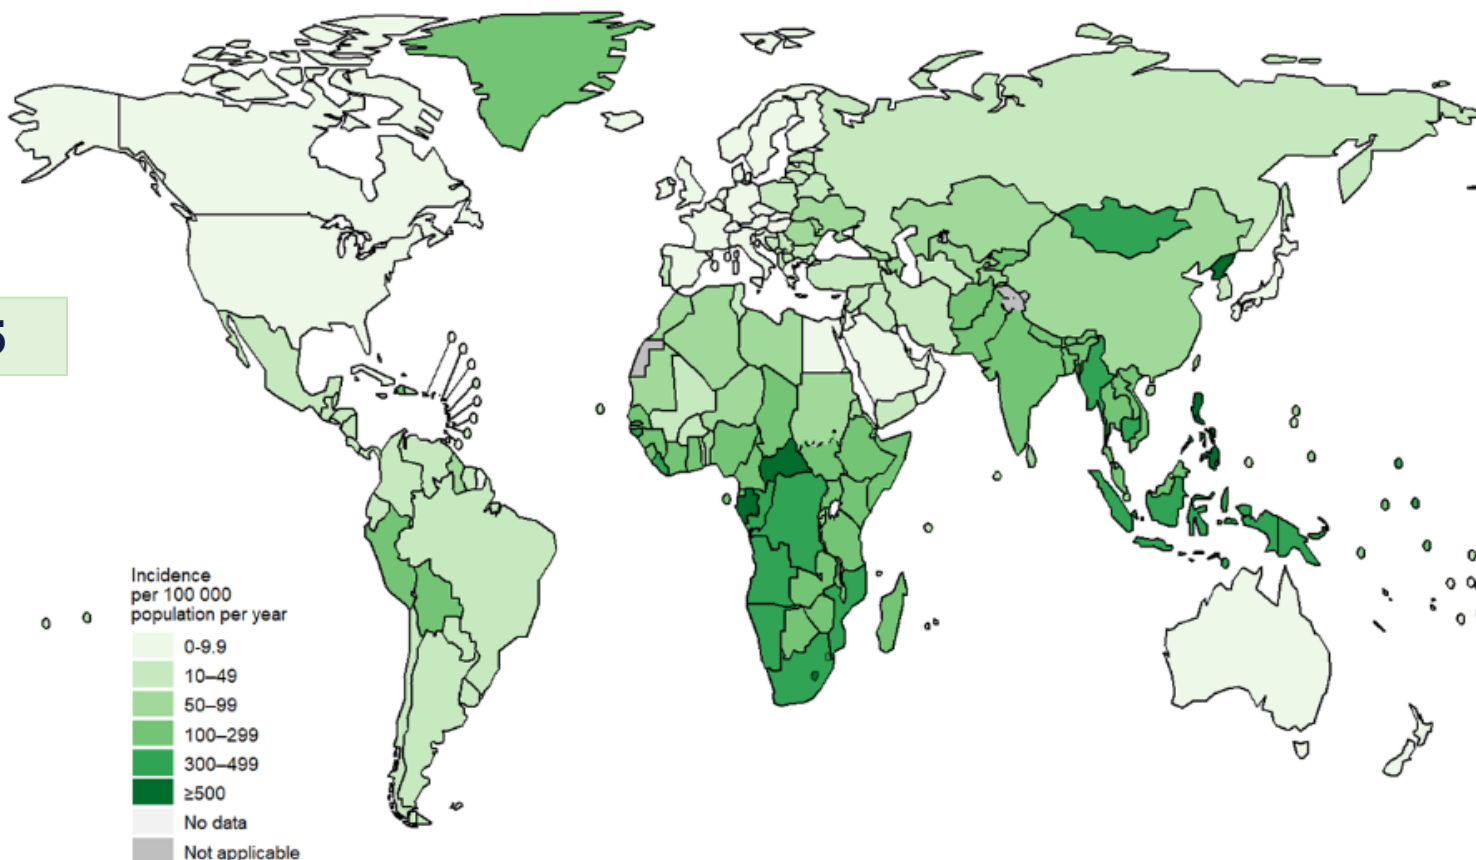 5
Incidence
per 100 000
population per year
0-9.9
10–49
50–99
100–299
300–499
≥500
No data
Not applicable